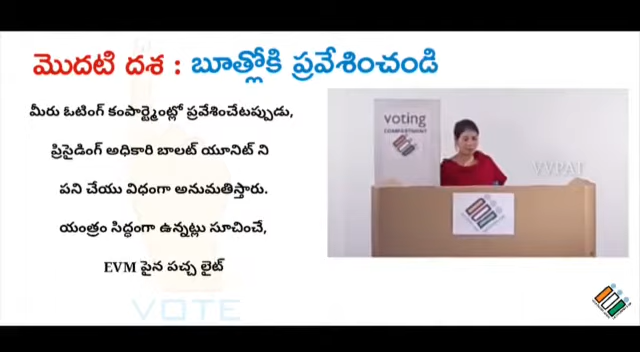 మొదటి దశ : బూత్లోకి ప్రవేశించండి
మీరు ఓటింగ్ కంపార్ట్మెంట్లో ప్రవేశించేటప్పుడు,
ప్రిసైడింగ్ అధికారి బాలట్ యూనిట్ ని
పని చేయు విధంగా అనుమతిస్తారు.
యంత్రం సిద్ధంగా ఉన్నట్లు సూచించే,
EVM పైన పచ్చ లైట్
voting
COMPARTMENT
VVPAT
VOTE